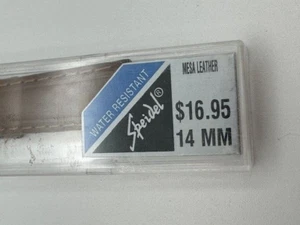 MESA LEATHER
WATER RESISTANT
Speidel®
$16.95
14 MM